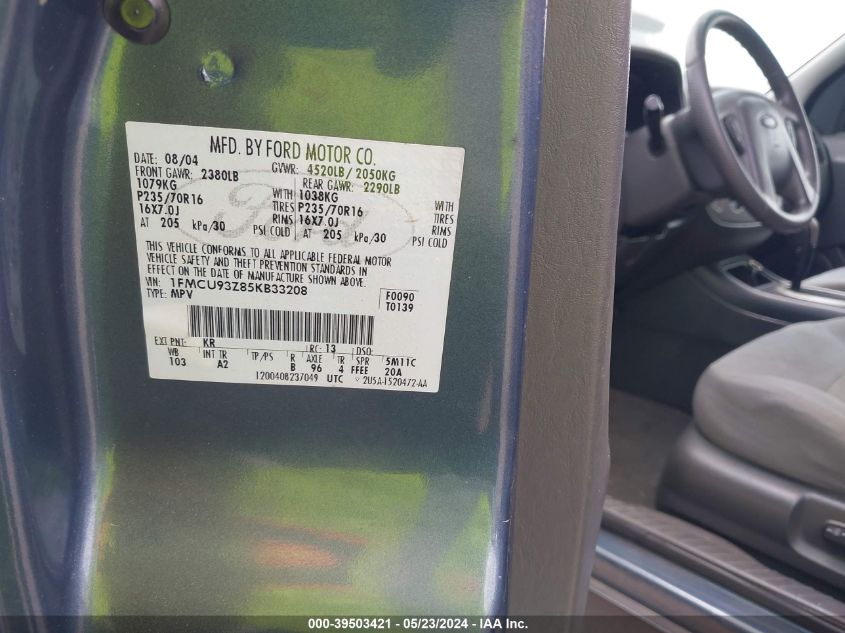 MFD. BY FORD MOTOR CO.
DATE: 08/04 GVWR: 4520LB/ 2050KG
FRONT GAWR: 2380LB REAR GAWR: 2290LB
1079KG WITH 1038KG WITH
P235/70R16 TIRES P235/70R16 TIRES
16X7.0J RIMS 16X7.0J RIMS
AT 205 kPa/30 PSI COLD AT 205 kPa/30 PSI COLD
Ford
THIS VEHICLE CONFORMS TO ALL APPLICABLE FEDERAL MOTOR
VEHICLE SAFETY AND THEFT PREVENTION STANDARDS IN
EFFECT ON THE DATE OF MANUFACTURE SHOWN ABOVE.
VIN: 1FMCU93Z85KB33208 F0090
TYPE: MPV T0139
EXT PNT: KR RC: 13 DSO:
WB INT TR TP/PS R AXLE TR SPR 5M11C
103 A2 B 96 4 FFEE 20A
1200408237049 UTC 2U5A-1520472-AA
000-39503421 - 05/23/2024 - IAA Inc.